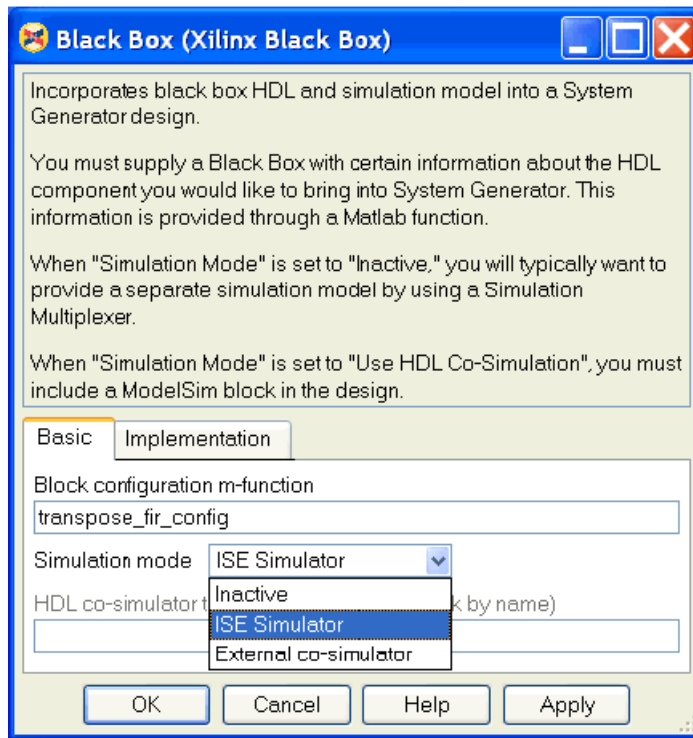 Black Box (Xilinx Black Box)
Incorporates black box HDL and simulation model into a System
Generator design.
You must supply a Black Box with certain information about the HDL
component you would like to bring into System Generator. This
information is provided through a Matlab function.
When "Simulation Mode" is set to "Inactive," you will typically want to
provide a separate simulation model by using a Simulation
Multiplexer.
When "Simulation Mode" is set to "Use HDL Co-Simulation", you must
include a ModelSim block in the design.
Basic Implementation
Block configuration m-function
transpose_fir_config
Simulation mode ISE Simulator
Inactive
HDL co-simulator t k by name)
ISE Simulator
External co-simulator
OK Cancel Help Apply